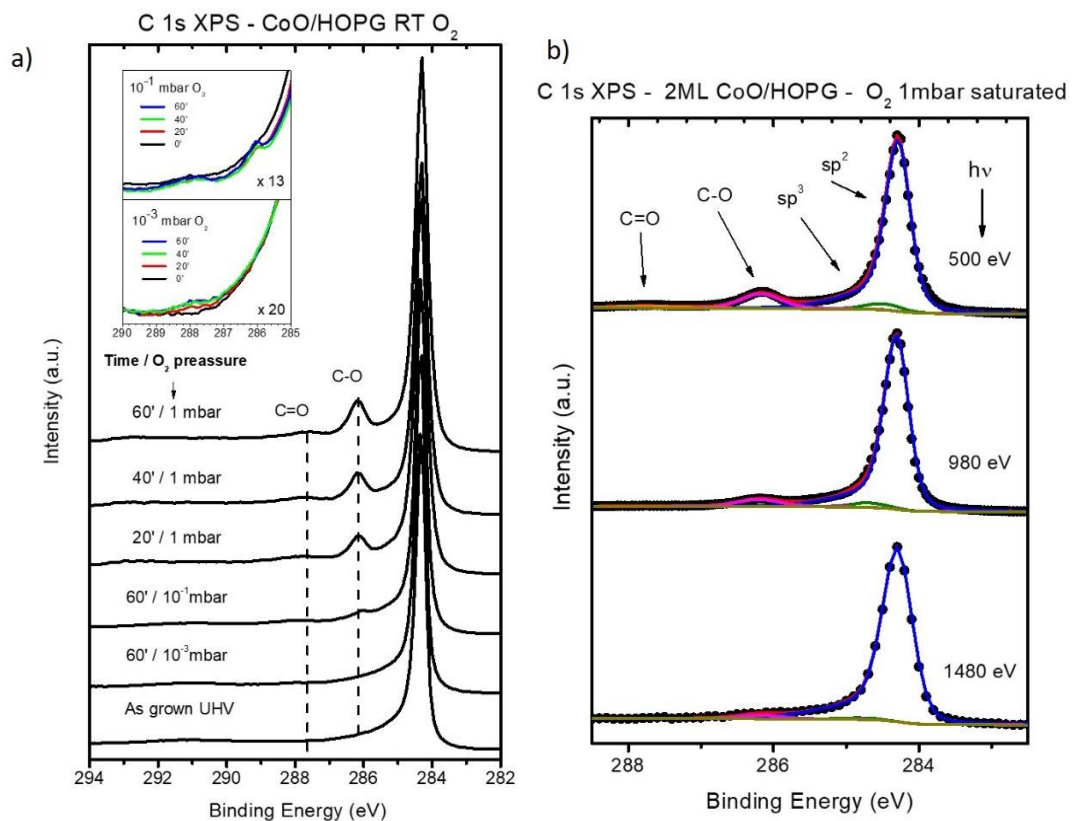 C 1s XPS - CoO/HOPG RT O₂
a)
10⁻¹ mbar O₂
60'
40'
20'
0'
x 13
10⁻³ mbar O₂
60'
40'
20'
0'
x 20
290 289 288 287 286 285
Time / O₂ preassure
60' / 1 mbar
40' / 1 mbar
20' / 1 mbar
60' / 10⁻¹mbar
60' / 10⁻³mbar
As grown UHV
C=O
C-O
Intensity (a.u.)
294 292 290 288 286 284 282
Binding Energy (eV)
b)
C 1s XPS - 2ML CoO/HOPG - O₂ 1mbar saturated
C=O
C-O
sp³
sp²
hν
500 eV
980 eV
1480 eV
Intensity (a.u.)
288 286 284
Binding Energy (eV)